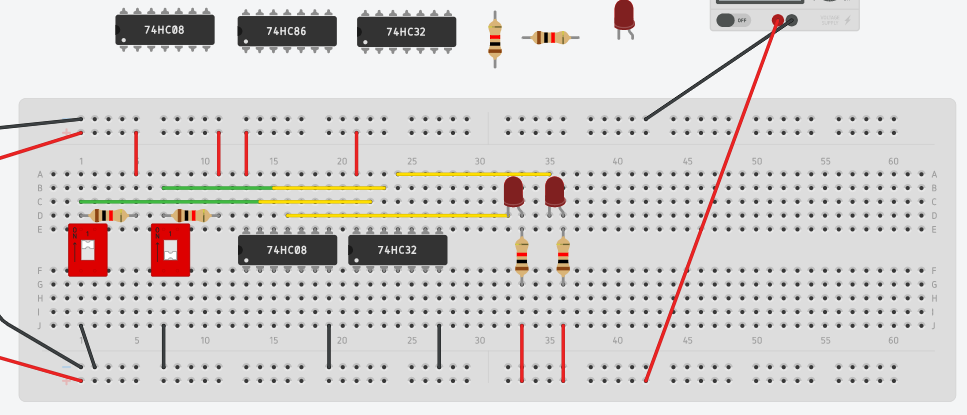 74HC08 74HC86 74HC32 OFF
- +
1 5 10 15 20 25 30 35 40 45 50 55 60
A A
B B
C C
D D
E E
74HC08 74HC32
F F
G G
H H
I I
J J
1 5 10 15 20 25 30 35 40 45 50 55 60
-
+